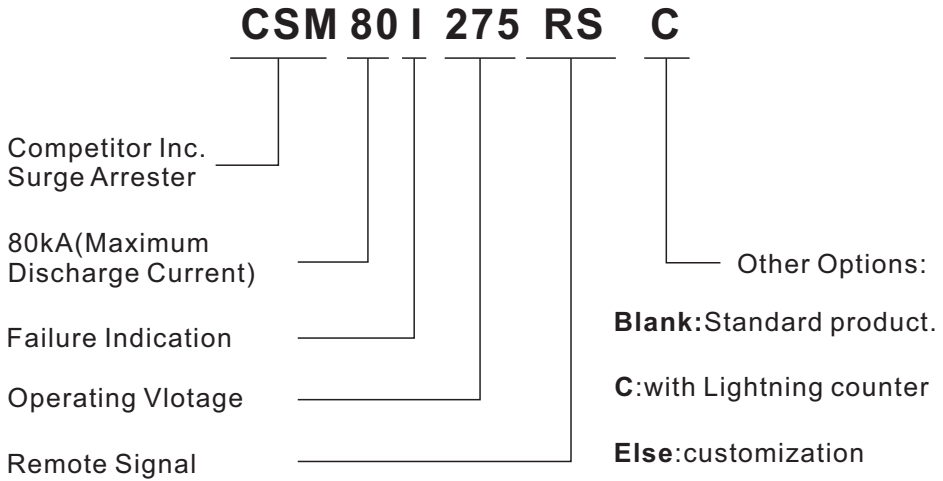 CSM 80 I 275 RS C
Competitor Inc.
Surge Arrester
80kA(Maximum
Discharge Current)
Failure Indication
Operating Vlotage
Remote Signal
Other Options:
Blank:Standard product.
C:with Lightning counter
Else:customization